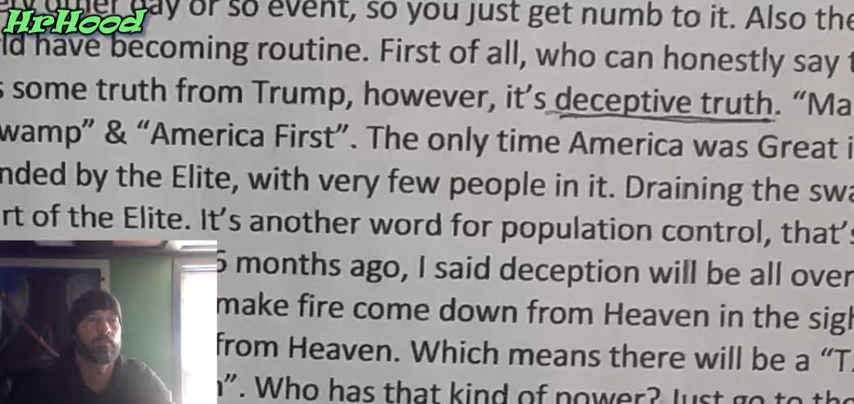 HrHood
other day or so event, so you just get numb to it. Also the
ld have becoming routine. First of all, who can honestly say t
s some truth from Trump, however, it's deceptive truth. "Ma
wamp" & "America First". The only time America was Great i
nded by the Elite, with very few people in it. Draining the swa
rt of the Elite. It's another word for population control, that's
6 months ago, I said deception will be all over
make fire come down from Heaven in the sigh
from Heaven. Which means there will be a "T
n". Who has that kind of power? Just go to the